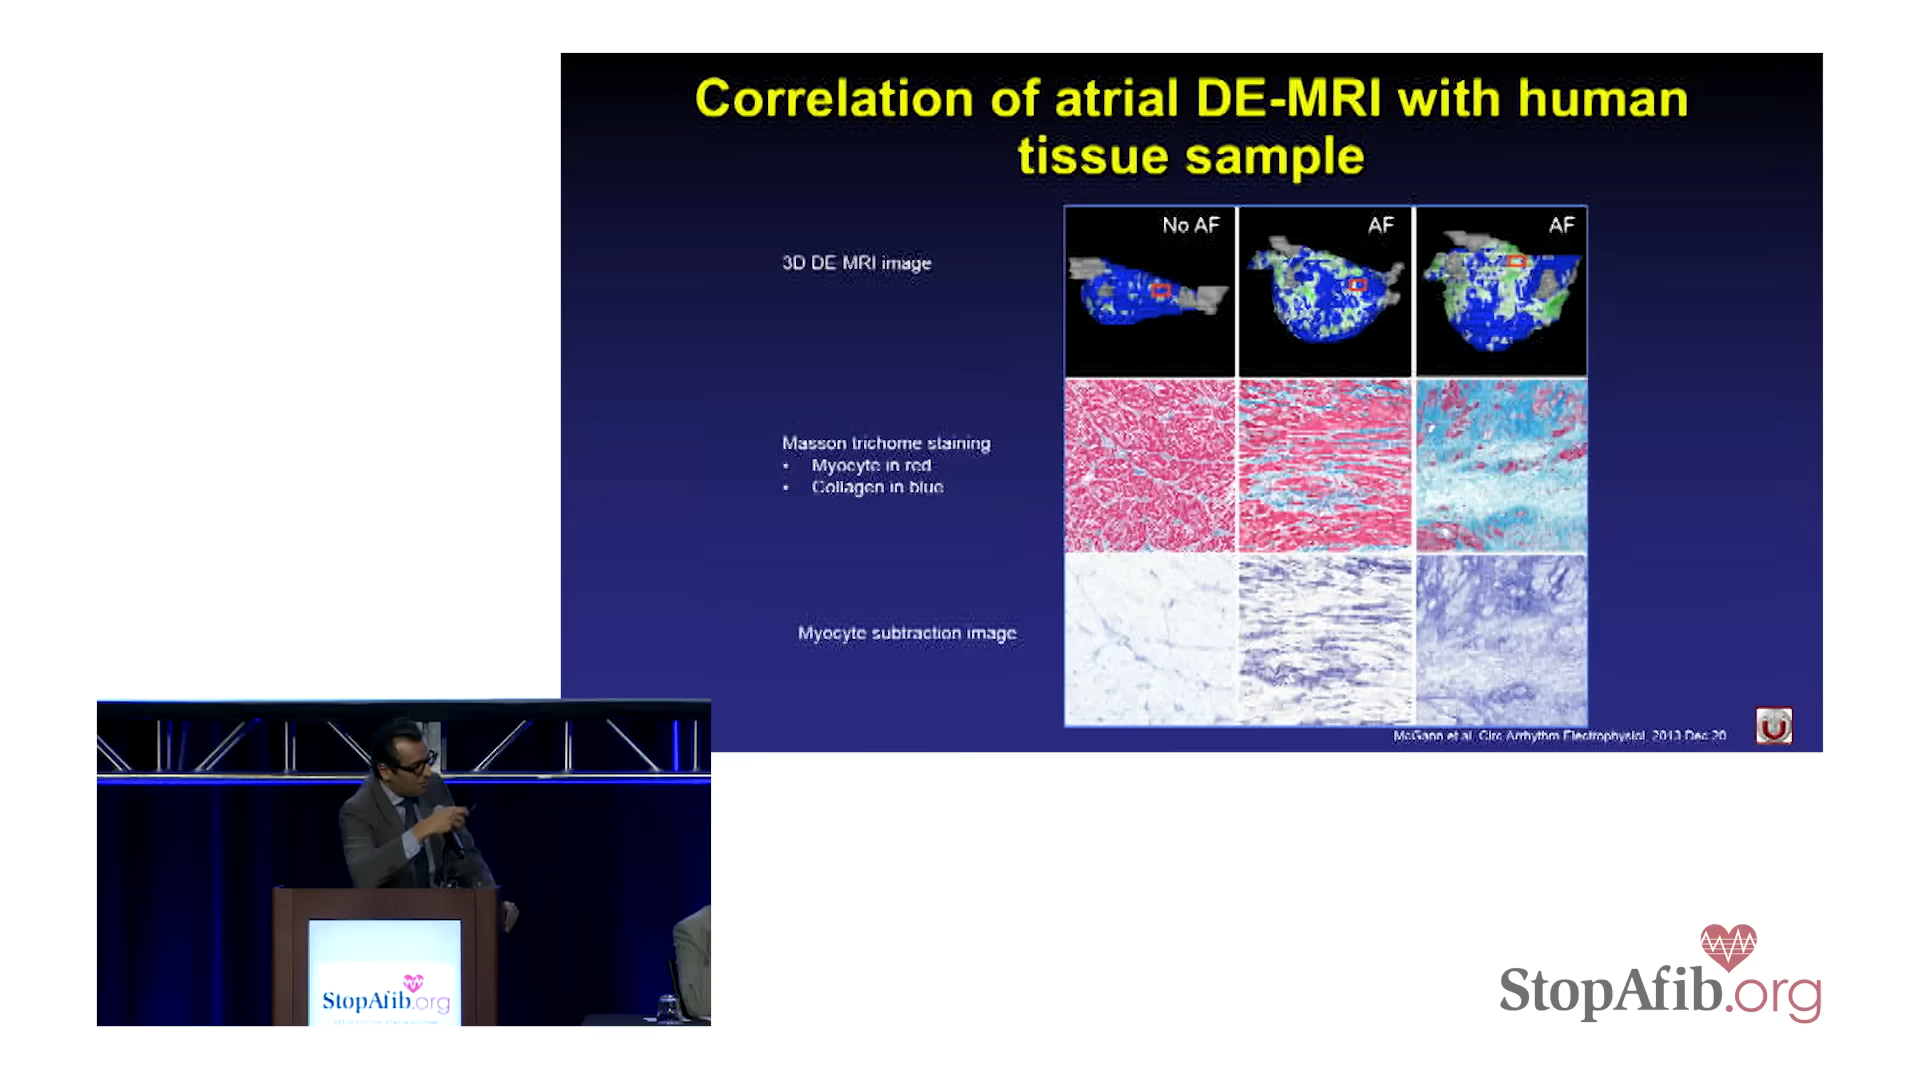 Correlation of atrial DE-MRI with human
tissue sample
No AF
AF
AF
3D DE MRI image
Masson trichome staining
• Myocyte in red
• Collagen in blue
Myocyte subtraction image
McGann et al. Circ Arrhythm Electrophysiol. 2013 Dec 20
U
StopAfib.org
StopAfib.org